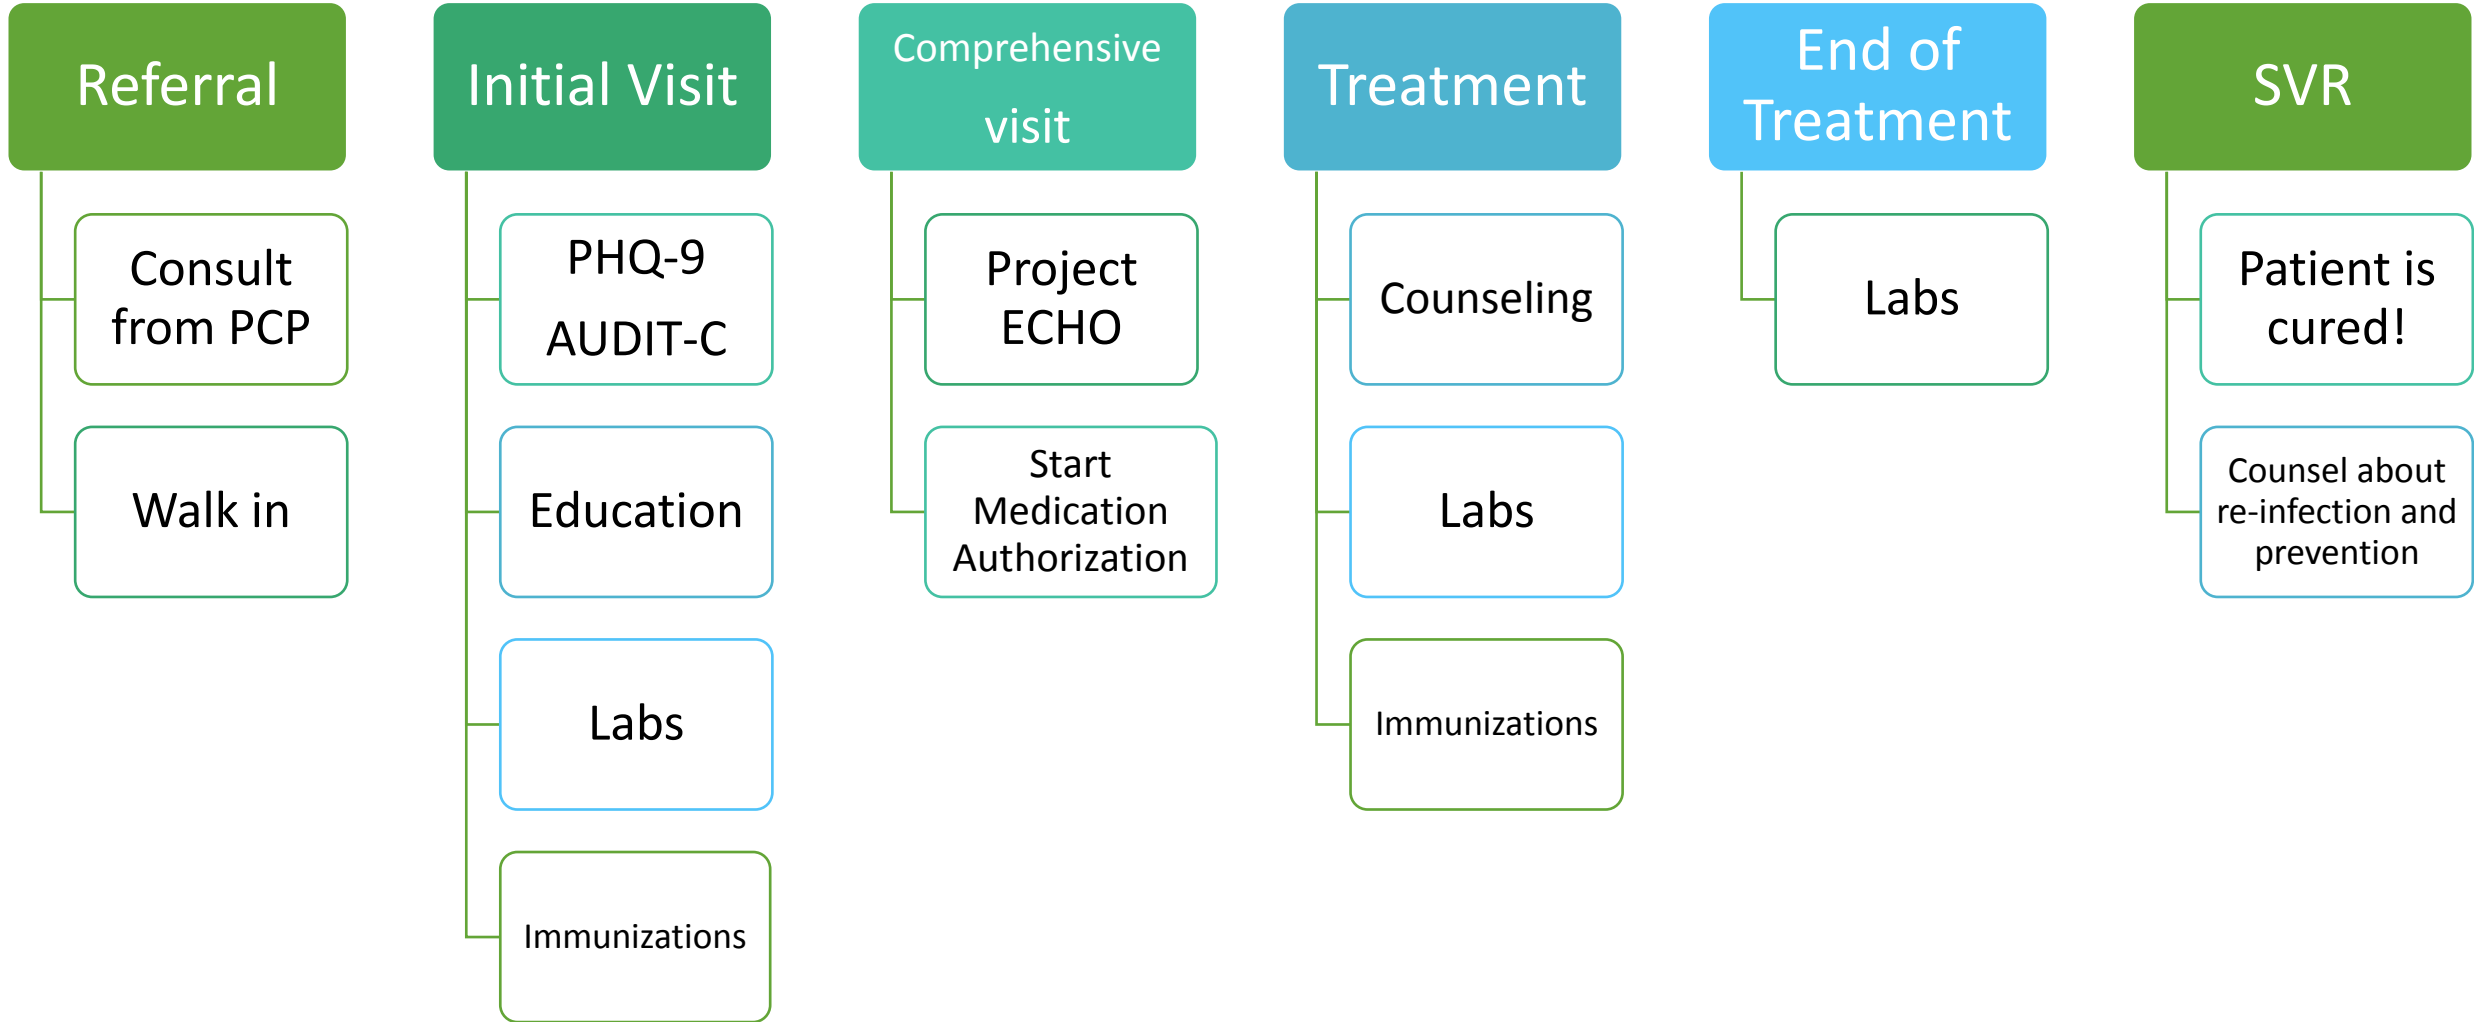 Referral
Consult
from PCP
Walk in
Initial Visit
PHQ-9
AUDIT-C
Education
Labs
Immunizations
Comprehensive
visit
Project
ECHO
Start
Medication
Authorization
Treatment
Counseling
Labs
Immunizations
End of
Treatment
Labs
SVR
Patient is
cured!
Counsel about
re-infection and
prevention